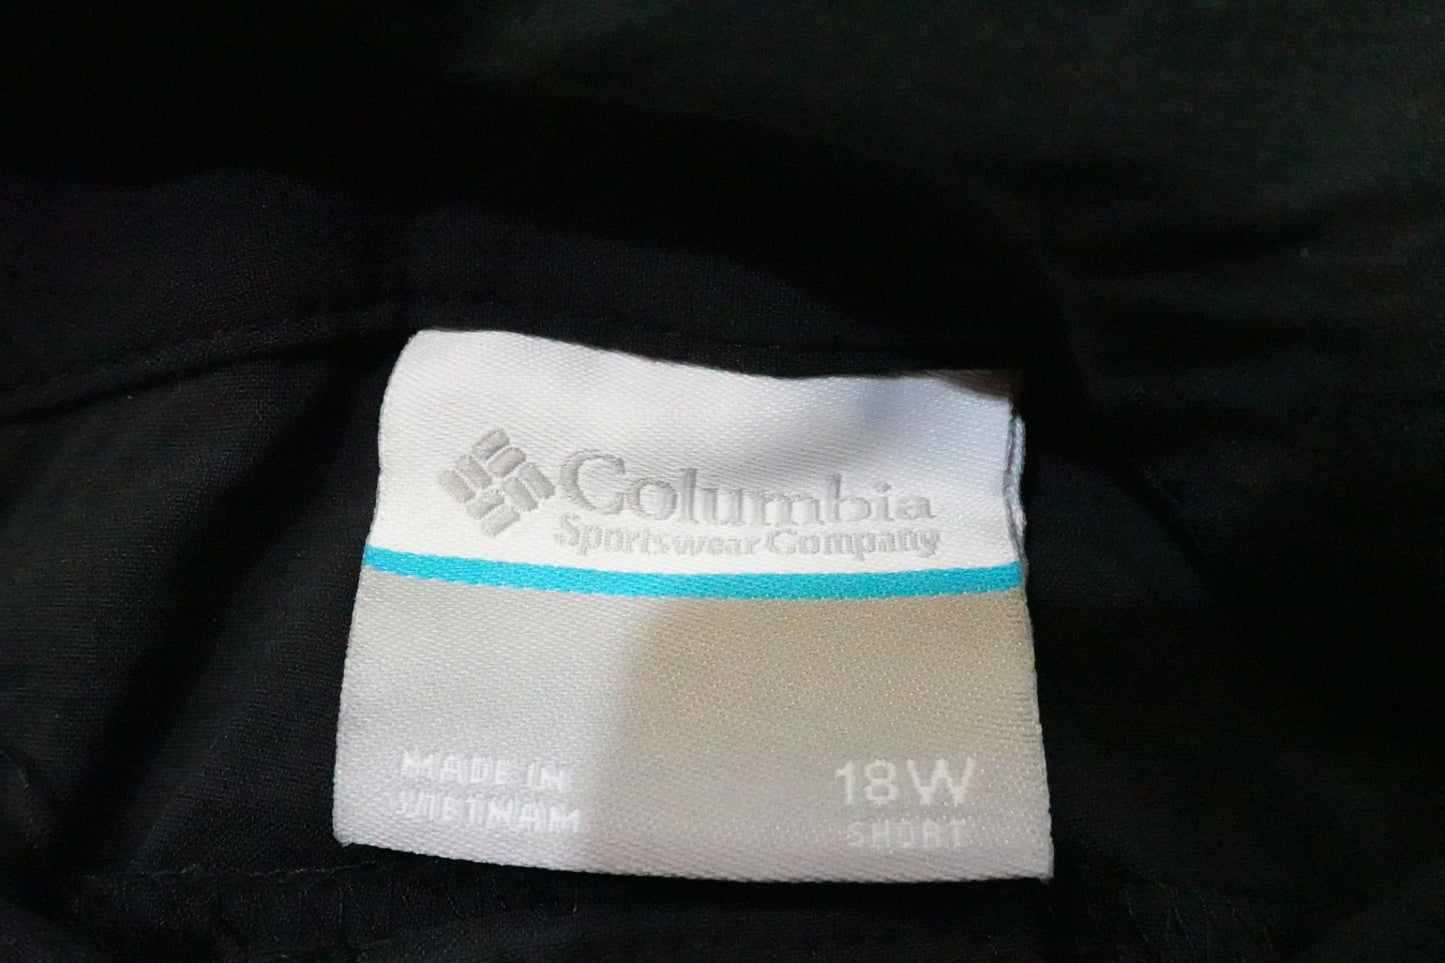 Columbia
Sportswear Company
MADE IN
VIETNAM
18W
SHORT